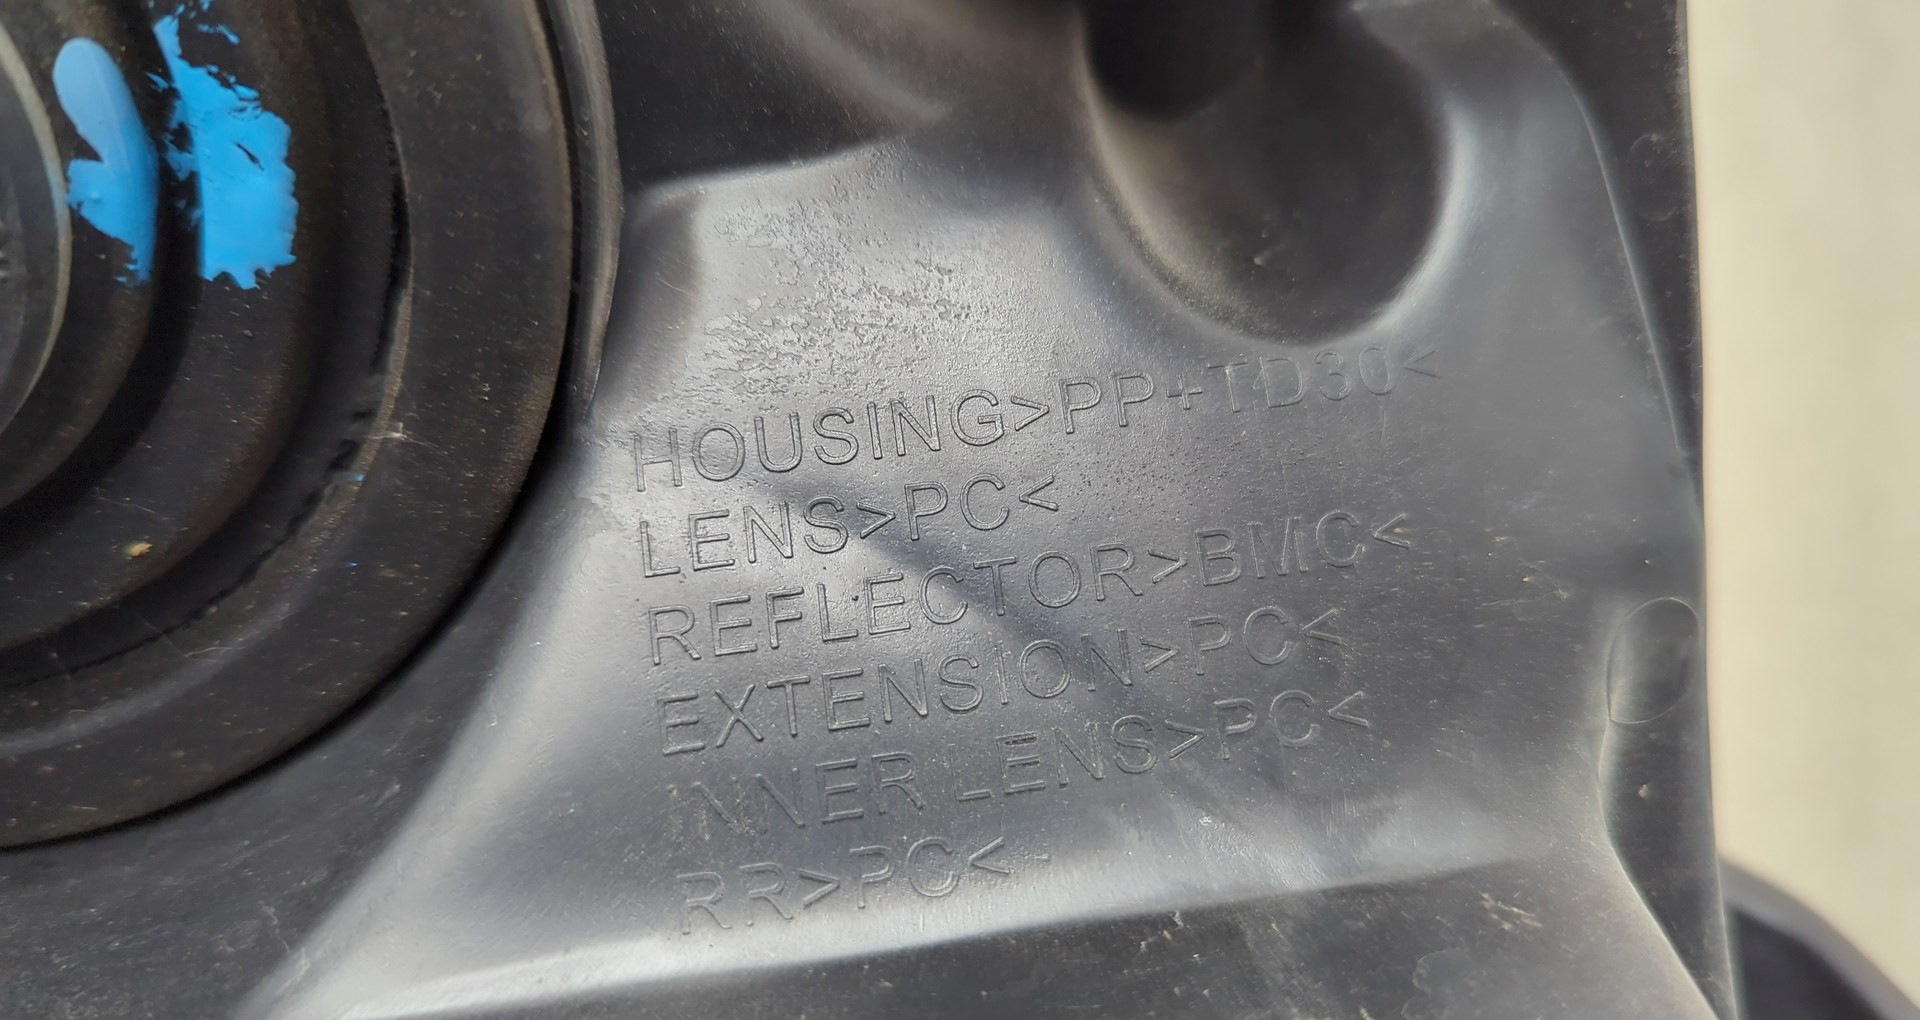 HOUSING>PP+TD30<
LENS>PC<
REFLECTOR>BMC<
EXTENSION>PC<
INNER LENS>PC<
RR>PC<